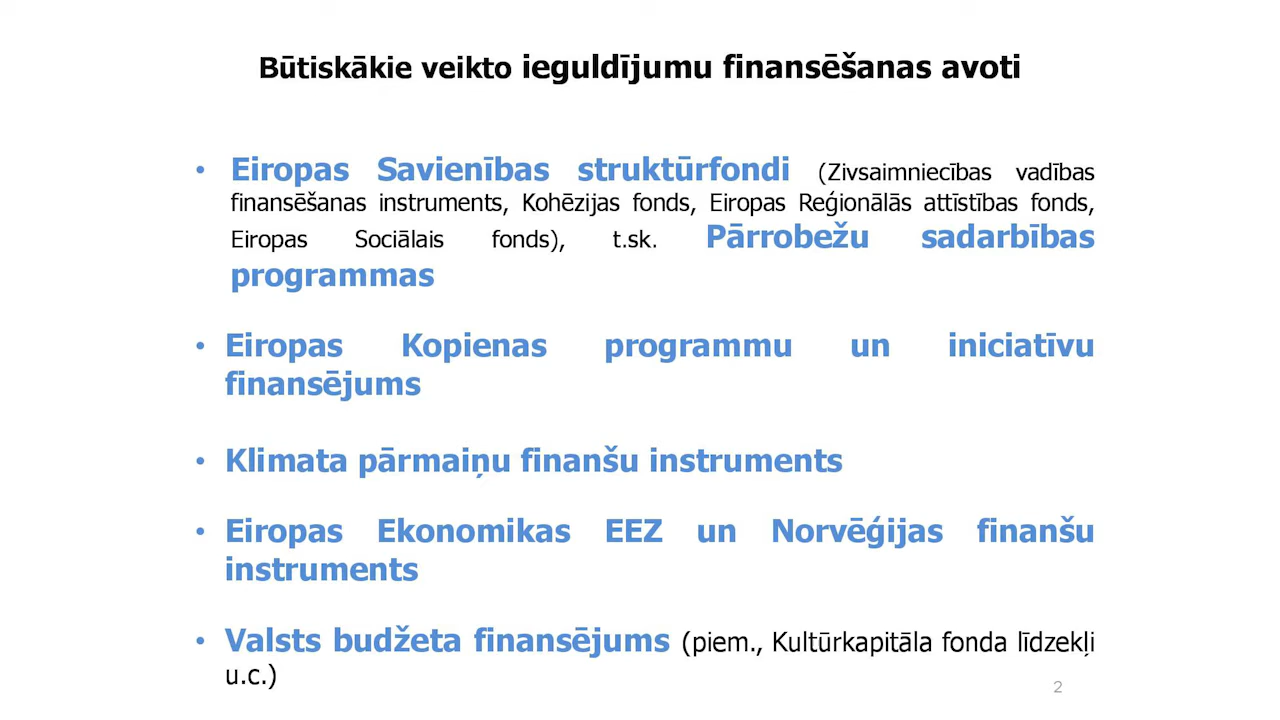 Būtiskākie veikto ieguldījumu finansēšanas avoti
• Eiropas Savienības struktūrfondi (Zivsaimniecības vadības
finansēšanas instruments, Kohēzijas fonds, Eiropas Reģionālās attīstības fonds,
Eiropas Sociālais fonds), t.sk. Pārrobežu sadarbības
programmas
• Eiropas Kopienas programmu un iniciatīvu
finansējums
• Klimata pārmaiņu finanšu instruments
• Eiropas Ekonomikas EEZ un Norvēģijas finanšu
instruments
• Valsts budžeta finansējums (piem., Kultūrkapitāla fonda līdzekļi
u.c.)
2